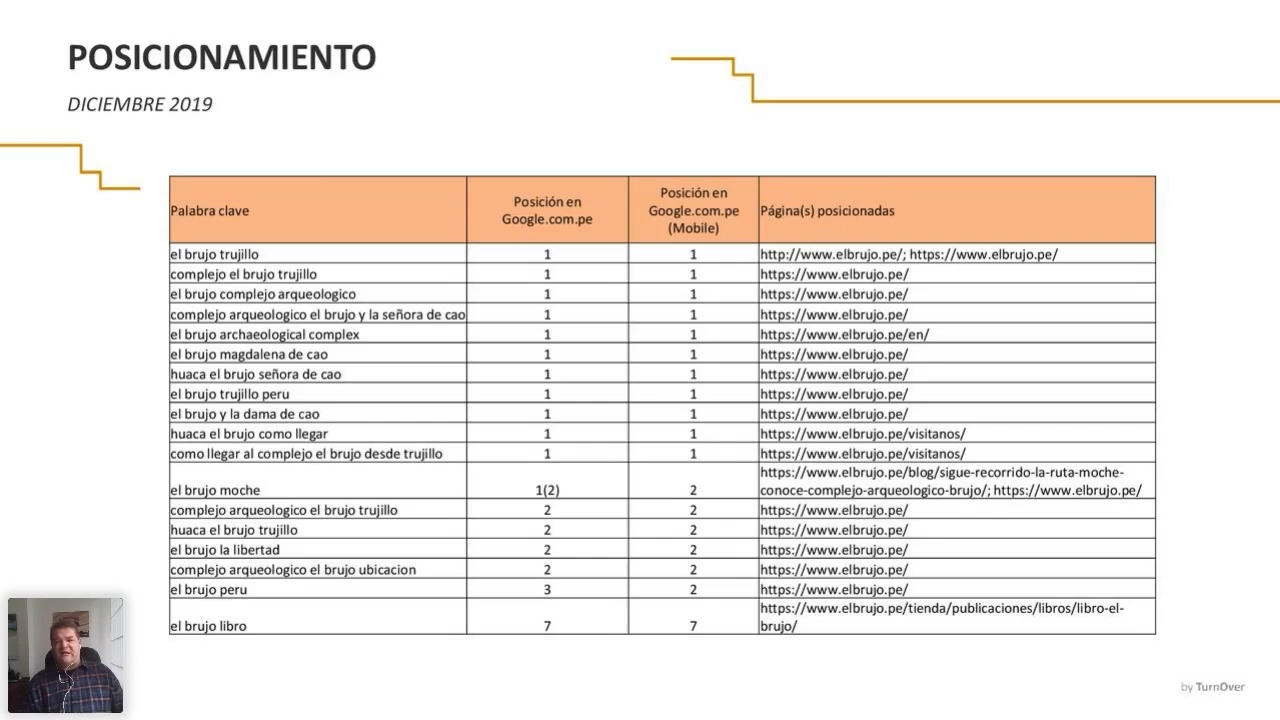 POSICIONAMIENTO
DICIEMBRE 2019
Palabra clave
Posición en
Google.com.pe
Posición en
Google.com.pe
(Mobile)
Página(s) posicionadas
el brujo trujillo 1 1 http://www.elbrujo.pe/; https://www.elbrujo.pe/
complejo el brujo trujillo 1 1 https://www.elbrujo.pe/
el brujo complejo arqueologico 1 1 https://www.elbrujo.pe/
complejo arqueologico el brujo y la señora de cao 1 1 https://www.elbrujo.pe/
el brujo archaeological complex 1 1 https://www.elbrujo.pe/en/
el brujo magdalena de cao 1 1 https://www.elbrujo.pe/
huaca el brujo señora de cao 1 1 https://www.elbrujo.pe/
el brujo trujillo peru 1 1 https://www.elbrujo.pe/
el brujo y la dama de cao 1 1 https://www.elbrujo.pe/
huaca el brujo como llegar 1 1 https://www.elbrujo.pe/visitanos/
como llegar al complejo el brujo desde trujillo 1 1 https://www.elbrujo.pe/visitanos/
https://www.elbrujo.pe/blog/sigue-recorrido-la-ruta-moche-
el brujo moche 1(2) 2 conoce-complejo-arqueologico-brujo/; https://www.elbrujo.pe/
complejo arqueologico el brujo trujillo 2 2 https://www.elbrujo.pe/
huaca el brujo trujillo 2 2 https://www.elbrujo.pe/
el brujo la libertad 2 2 https://www.elbrujo.pe/
complejo arqueologico el brujo ubicacion 2 2 https://www.elbrujo.pe/
el brujo peru 3 2 https://www.elbrujo.pe/
https://www.elbrujo.pe/tienda/publicaciones/libros/libro-el-
el brujo libro 7 7 brujo/
by TurnOver